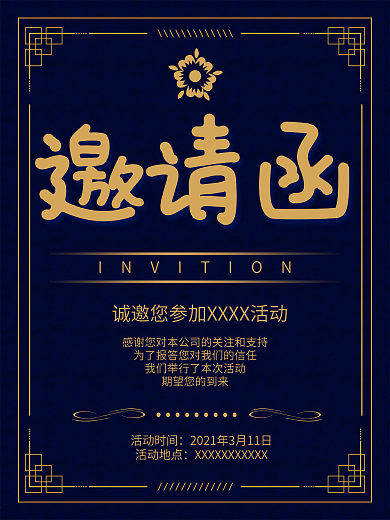 邀请函
INVITION
诚邀您参加XXXX活动
感谢您对本公司的关注和支持
为了报答您对我们的信任
我们举行了本次活动
期望您的到来
活动时间：2021年3月11日
活动地点：XXXXXXXXXXX